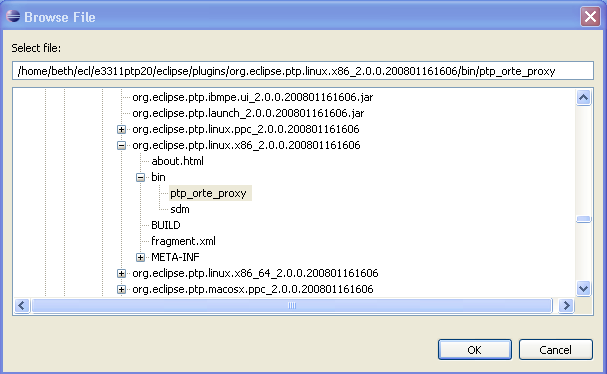 Browse File
Select file:
/home/beth/ecl/e3311ptp20/eclipse/plugins/org.eclipse.ptp.linux.x86_2.0.0.200801161606/bin/ptp_orte_proxy
org.eclipse.ptp.ibmpe.ui_2.0.0.200801161606.jar
org.eclipse.ptp.launch_2.0.0.200801161606.jar
org.eclipse.ptp.linux.ppc_2.0.0.200801161606
org.eclipse.ptp.linux.x86_2.0.0.200801161606
about.html
bin
ptp_orte_proxy
sdm
BUILD
fragment.xml
META-INF
org.eclipse.ptp.linux.x86_64_2.0.0.200801161606
org.eclipse.ptp.macosx.ppc_2.0.0.200801161606
OK
Cancel